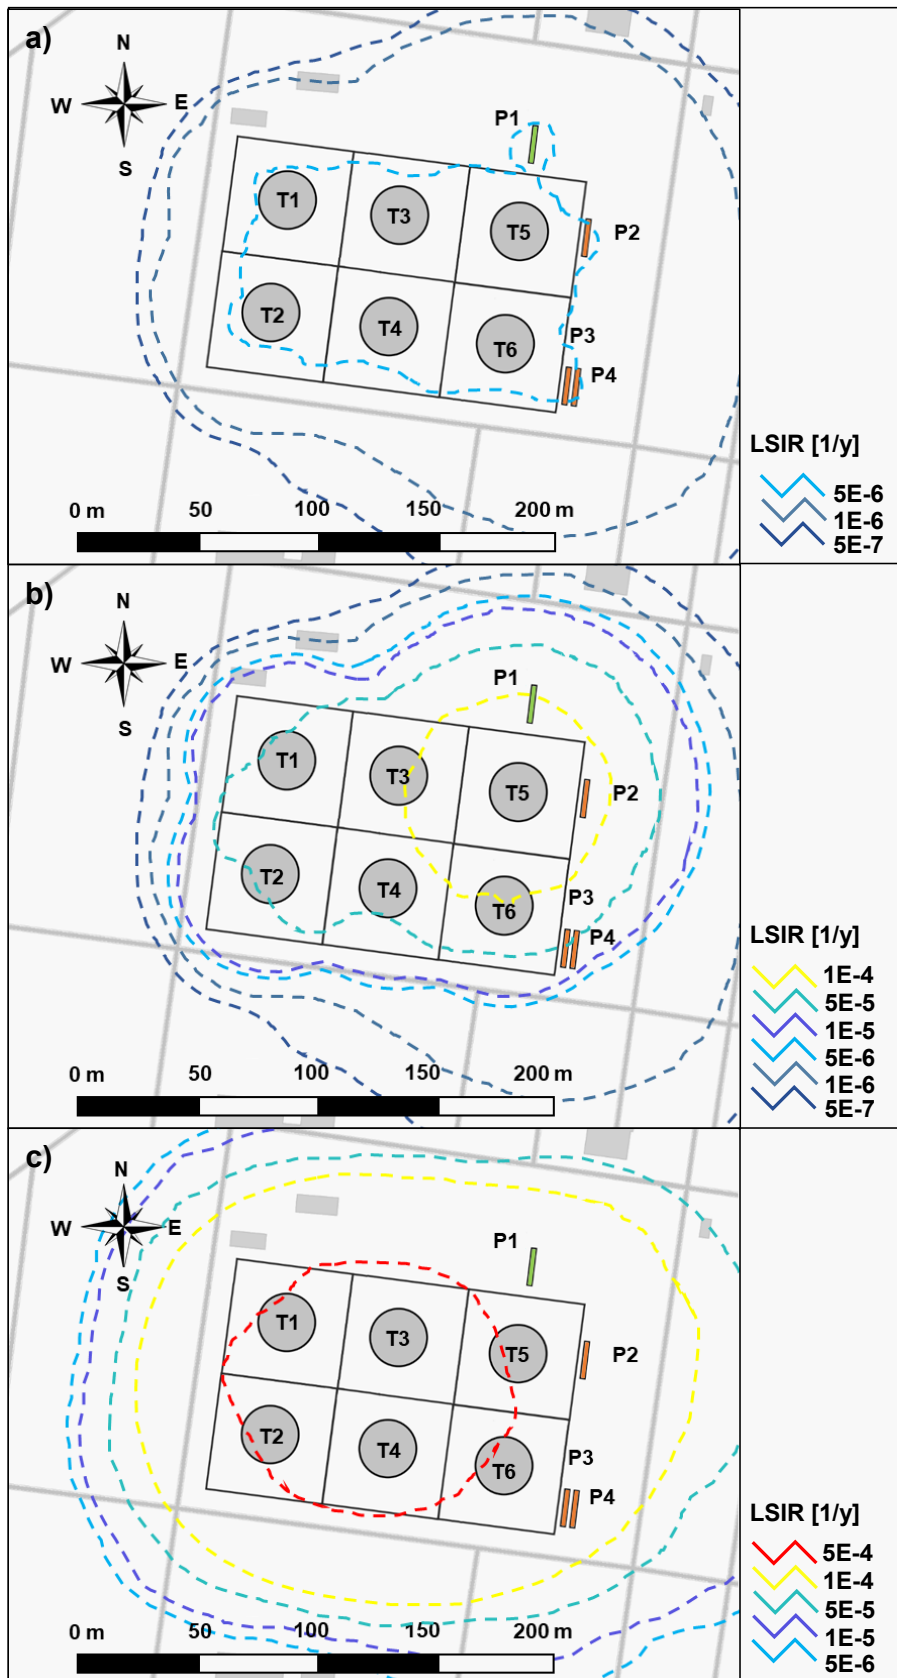 a)
N
W E
S
P1
T1 T3 T5 P2
T2 T4 T6 P3
P4
LSIR [1/y]
5E-6
1E-6
5E-7
0 m 50 100 150 200 m
b)
N
W E
S
P1
T1 T3 T5 P2
T2 T4 T6 P3
P4
LSIR [1/y]
1E-4
5E-5
1E-5
5E-6
1E-6
5E-7
0 m 50 100 150 200 m
c)
N
W E
S
P1
T1 T3 T5 P2
T2 T4 T6 P3
P4
LSIR [1/y]
5E-4
1E-4
5E-5
1E-5
5E-6
0 m 50 100 150 200 m